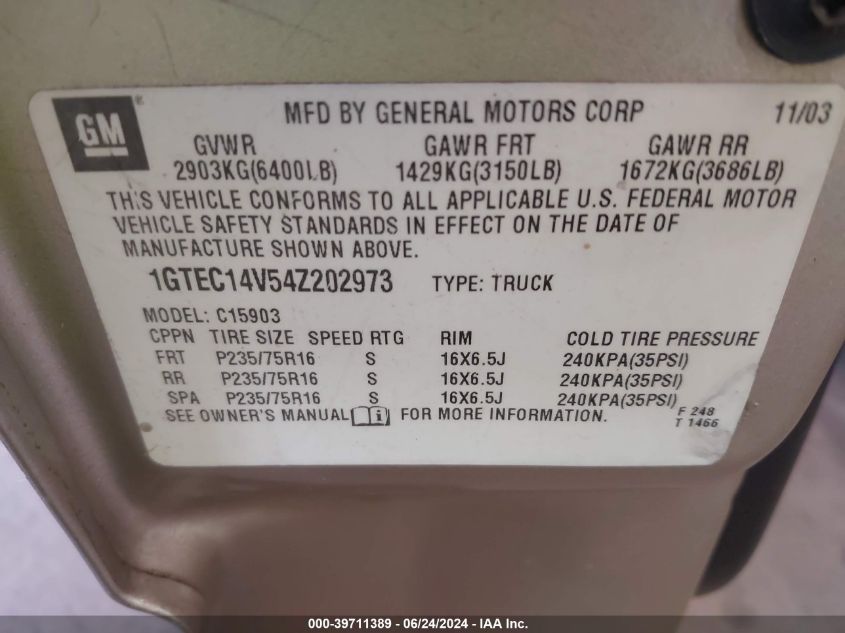 GM ®
MFD BY GENERAL MOTORS CORP 11/03
GVWR GAWR FRT GAWR RR
2903KG(6400LB) 1429KG(3150LB) 1672KG(3686LB)
THIS VEHICLE CONFORMS TO ALL APPLICABLE U.S. FEDERAL MOTOR
VEHICLE SAFETY STANDARDS IN EFFECT ON THE DATE OF
MANUFACTURE SHOWN ABOVE.
1GTEC14V54Z202973 TYPE: TRUCK
MODEL: C15903
CPPN TIRE SIZE SPEED RTG RIM COLD TIRE PRESSURE
FRT P235/75R16 S 16X6.5J 240KPA(35PSI)
RR P235/75R16 S 16X6.5J 240KPA(35PSI)
SPA P235/75R16 S 16X6.5J 240KPA(35PSI)
SEE OWNER'S MANUAL i FOR MORE INFORMATION.
F 248
T 1466
000-39711389 - 06/24/2024 - IAA Inc.